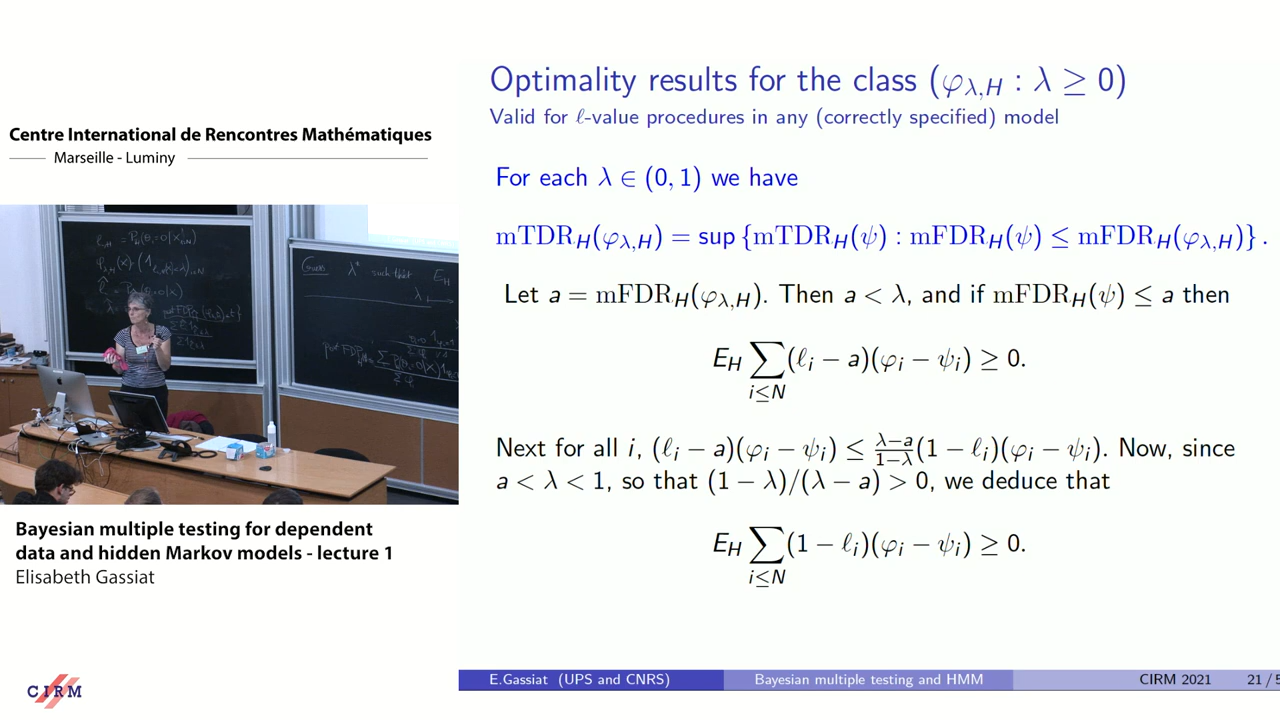 Centre International de Rencontres Mathématiques
Marseille - Luminy
Bayesian multiple testing for dependent
data and hidden Markov models - lecture 1
Elisabeth Gassiat
CIRM
Optimality results for the class (φλ,H : λ ≥ 0)
Valid for ℓ-value procedures in any (correctly specified) model
For each λ ∈ (0, 1) we have
mTDR_H(φλ,H) = sup {mTDR_H(ψ) : mFDR_H(ψ) ≤ mFDR_H(φλ,H)} .
Let a = mFDR_H(φλ,H). Then a < λ, and if mFDR_H(ψ) ≤ a then
E_H ∑_{i≤N} (ℓ_i − a)(φ_i − ψ_i) ≥ 0.
Next for all i, (ℓ_i − a)(φ_i − ψ_i) ≤ \frac{λ−a}{1−λ}(1 − ℓ_i)(φ_i − ψ_i). Now, since
a < λ < 1, so that (1 − λ)/(λ − a) > 0, we deduce that
E_H ∑_{i≤N} (1 − ℓ_i)(φ_i − ψ_i) ≥ 0.
E.Gassiat (UPS and CNRS) Bayesian multiple testing and HMM CIRM 2021 21 / 5